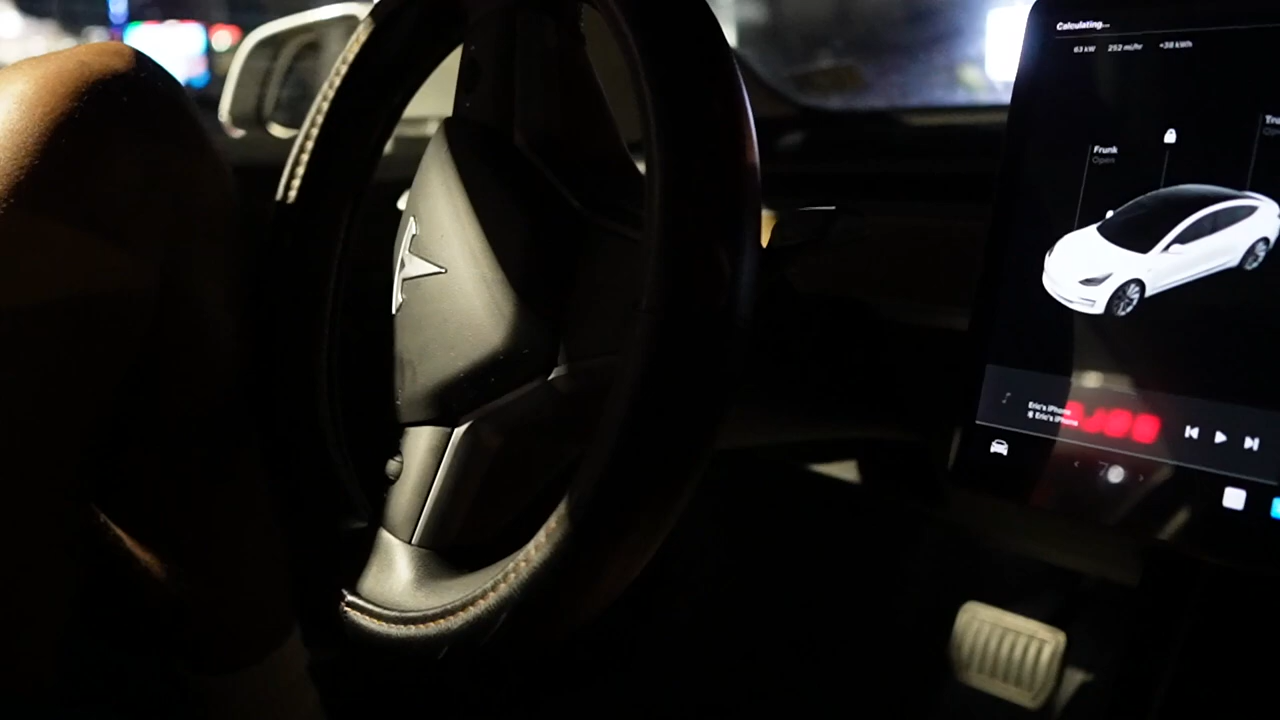 Calculating...
63 kW 252 mi/hr +38 kWh
Frunk
Open
Eric's iPhone
Eric's iPhone